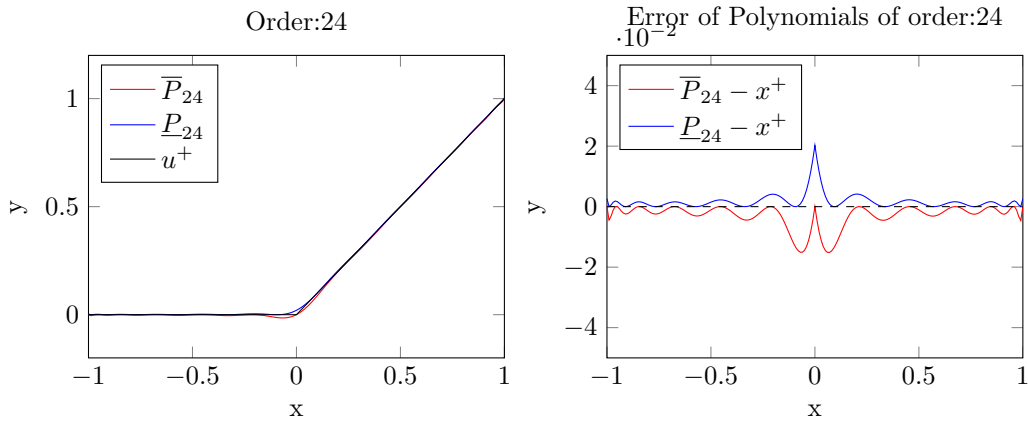 Order:24
1
0.5
0
y
−1
−0.5
0
0.5
1
x
P̅₂₄
P̲₂₄
u⁺
Error of Polynomials of order:24
·10⁻²
4
2
0
−2
−4
y
−1
−0.5
0
0.5
1
x
P̅₂₄ − x⁺
P̲₂₄ − x⁺